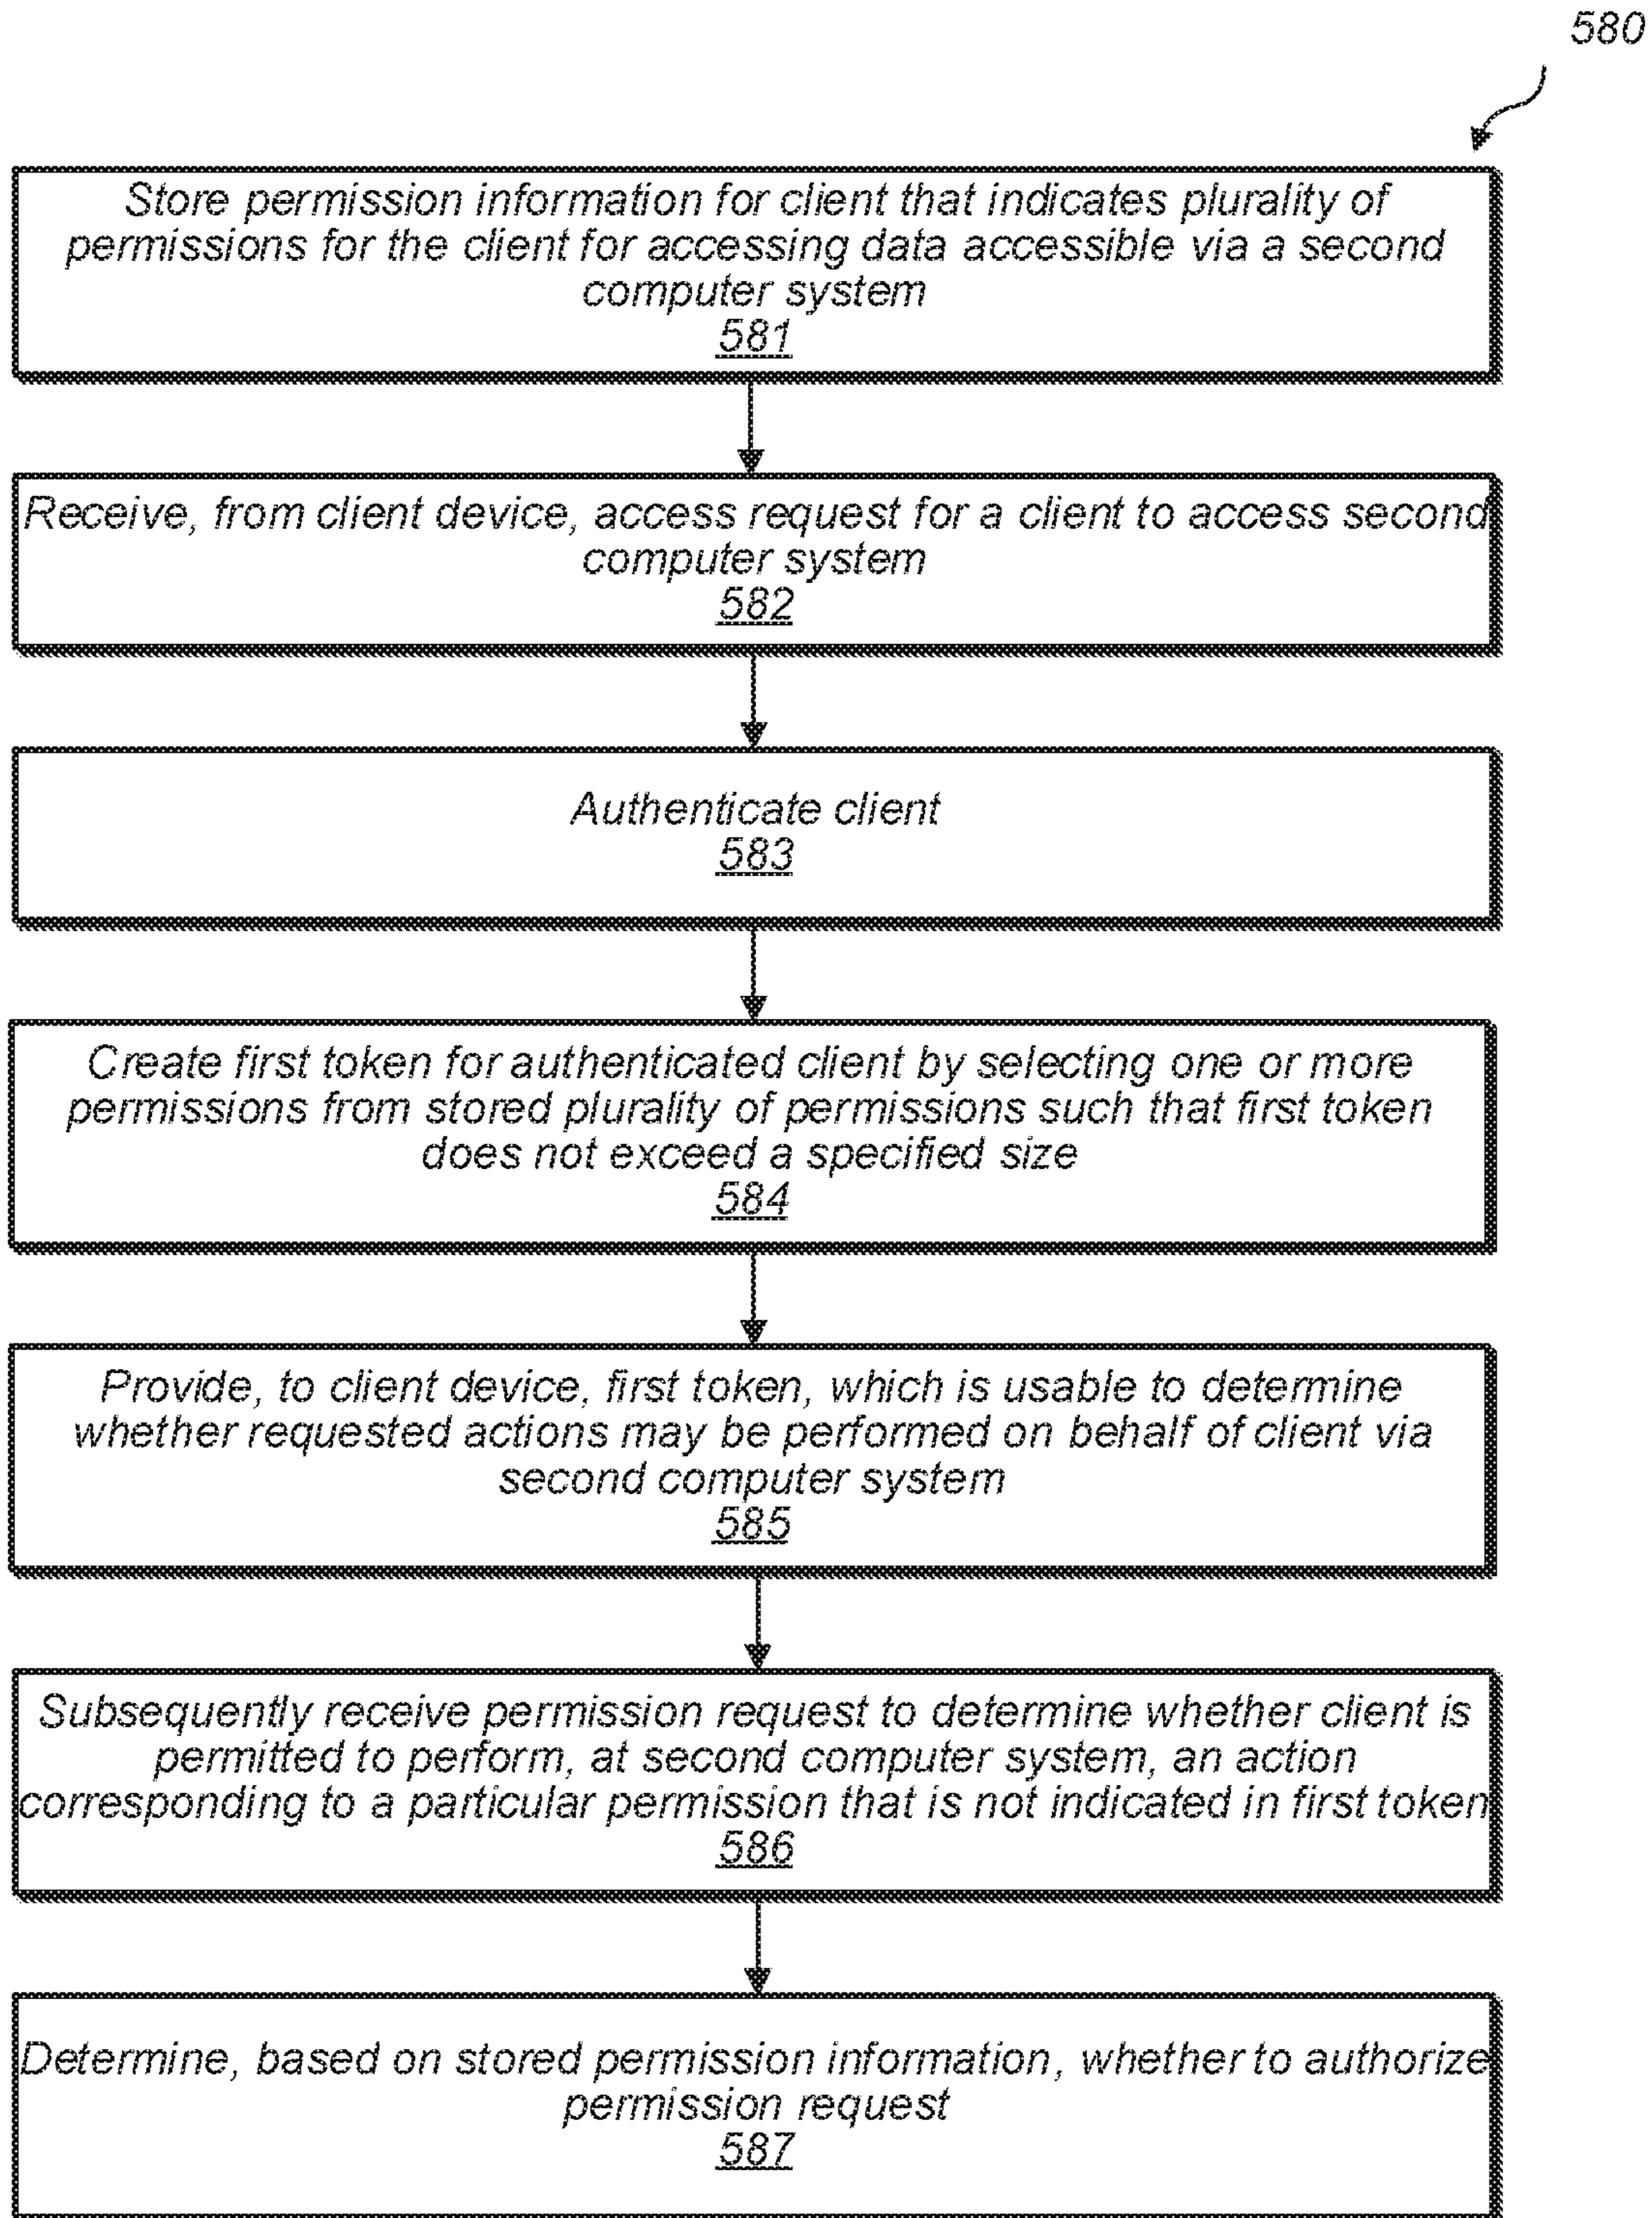 580
Store permission information for client that indicates plurality of
permissions for the client for accessing data accessible via a second
computer system
581
Receive, from client device, access request for a client to access second
computer system
582
Authenticate client
583
Create first token for authenticated client by selecting one or more
permissions from stored plurality of permissions such that first token
does not exceed a specified size
584
Provide, to client device, first token, which is usable to determine
whether requested actions may be performed on behalf of client via
second computer system
585
Subsequently receive permission request to determine whether client is
permitted to perform, at second computer system, an action
corresponding to a particular permission that is not indicated in first token
586
Determine, based on stored permission information, whether to authorize
permission request
587